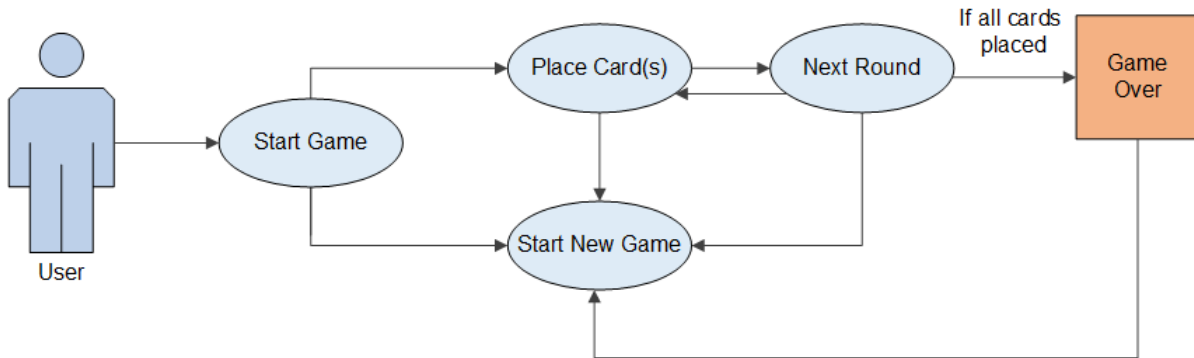 If all cards
placed
Place Card(s)
Next Round
Game
Over
Start Game
Start New Game
User